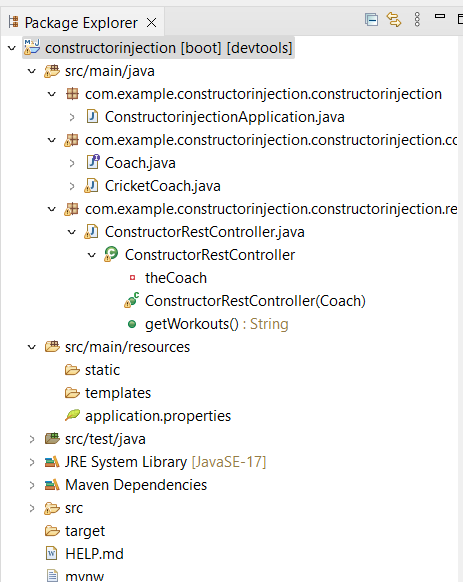 Package Explorer
constructorinjection [boot] [devtools]
src/main/java
com.example.constructorinjection.constructorinjection
ConstructorinjectionApplication.java
com.example.constructorinjection.constructorinjection.co
Coach.java
CricketCoach.java
com.example.constructorinjection.constructorinjection.re
ConstructorRestController.java
ConstructorRestController
theCoach
ConstructorRestController(Coach)
getWorkouts() : String
src/main/resources
static
templates
application.properties
src/test/java
JRE System Library [JavaSE-17]
Maven Dependencies
src
target
HELP.md
mvnw